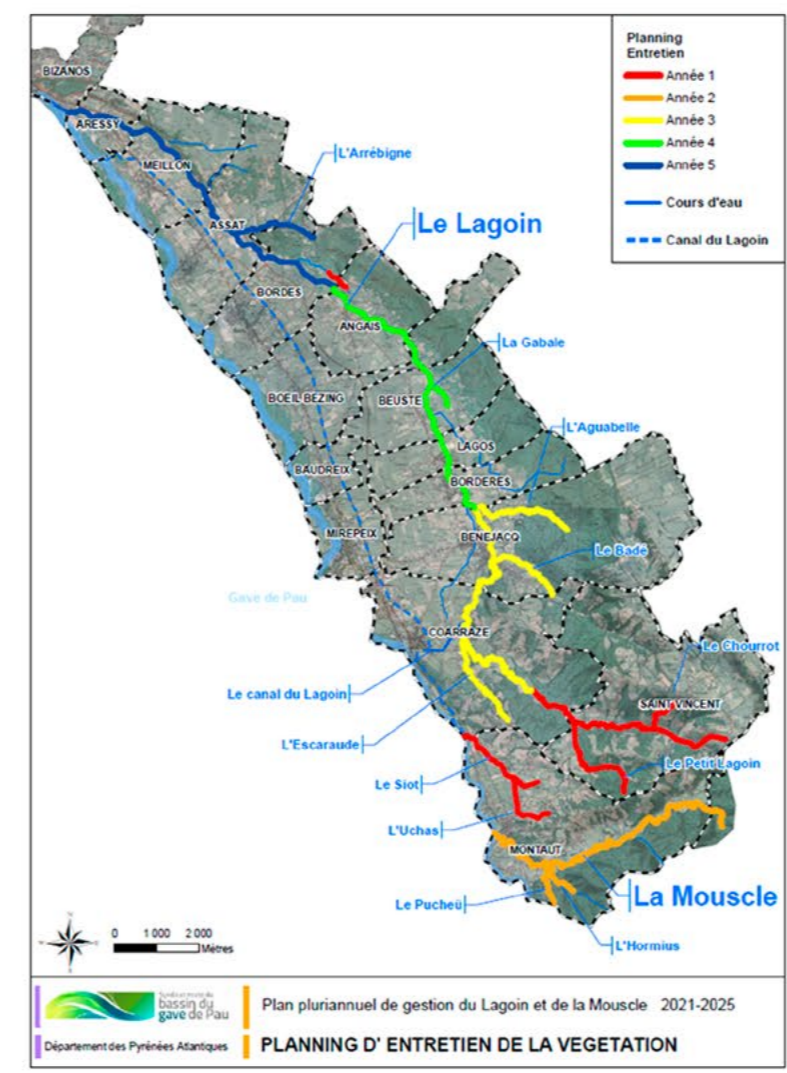 Planning
Entretien
Année 1
Année 2
Année 3
Année 4
Année 5
Cours d'eau
Canal du Lagoin
BIZANOS
ARESSY
MEILLON
L'Arrébigne
ASSAT
Le Lagoin
BORDES
ANGAIS
La Gabale
BOEIL BEZING
BEUSTE
L'Aguabelle
LAGOS
BAUDREIX
BORDERES
MIREPEIX
BENEJACQ
Le Badé
Gave de Pau
COARRAZE
Le Chourrot
Le canal du Lagoin
SAINT VINCENT
L'Escaraude
Le Petit Lagoin
Le Siot
L'Uchas
MONTAUT
La Mouscle
Le Pucheü
L'Hormius
0 1 000 2 000
Mètres
bassin du
gave de Pau
Plan pluriannuel de gestion du Lagoin et de la Mouscle 2021-2025
Département des Pyrénées Atlantiques
PLANNING D' ENTRETIEN DE LA VEGETATION